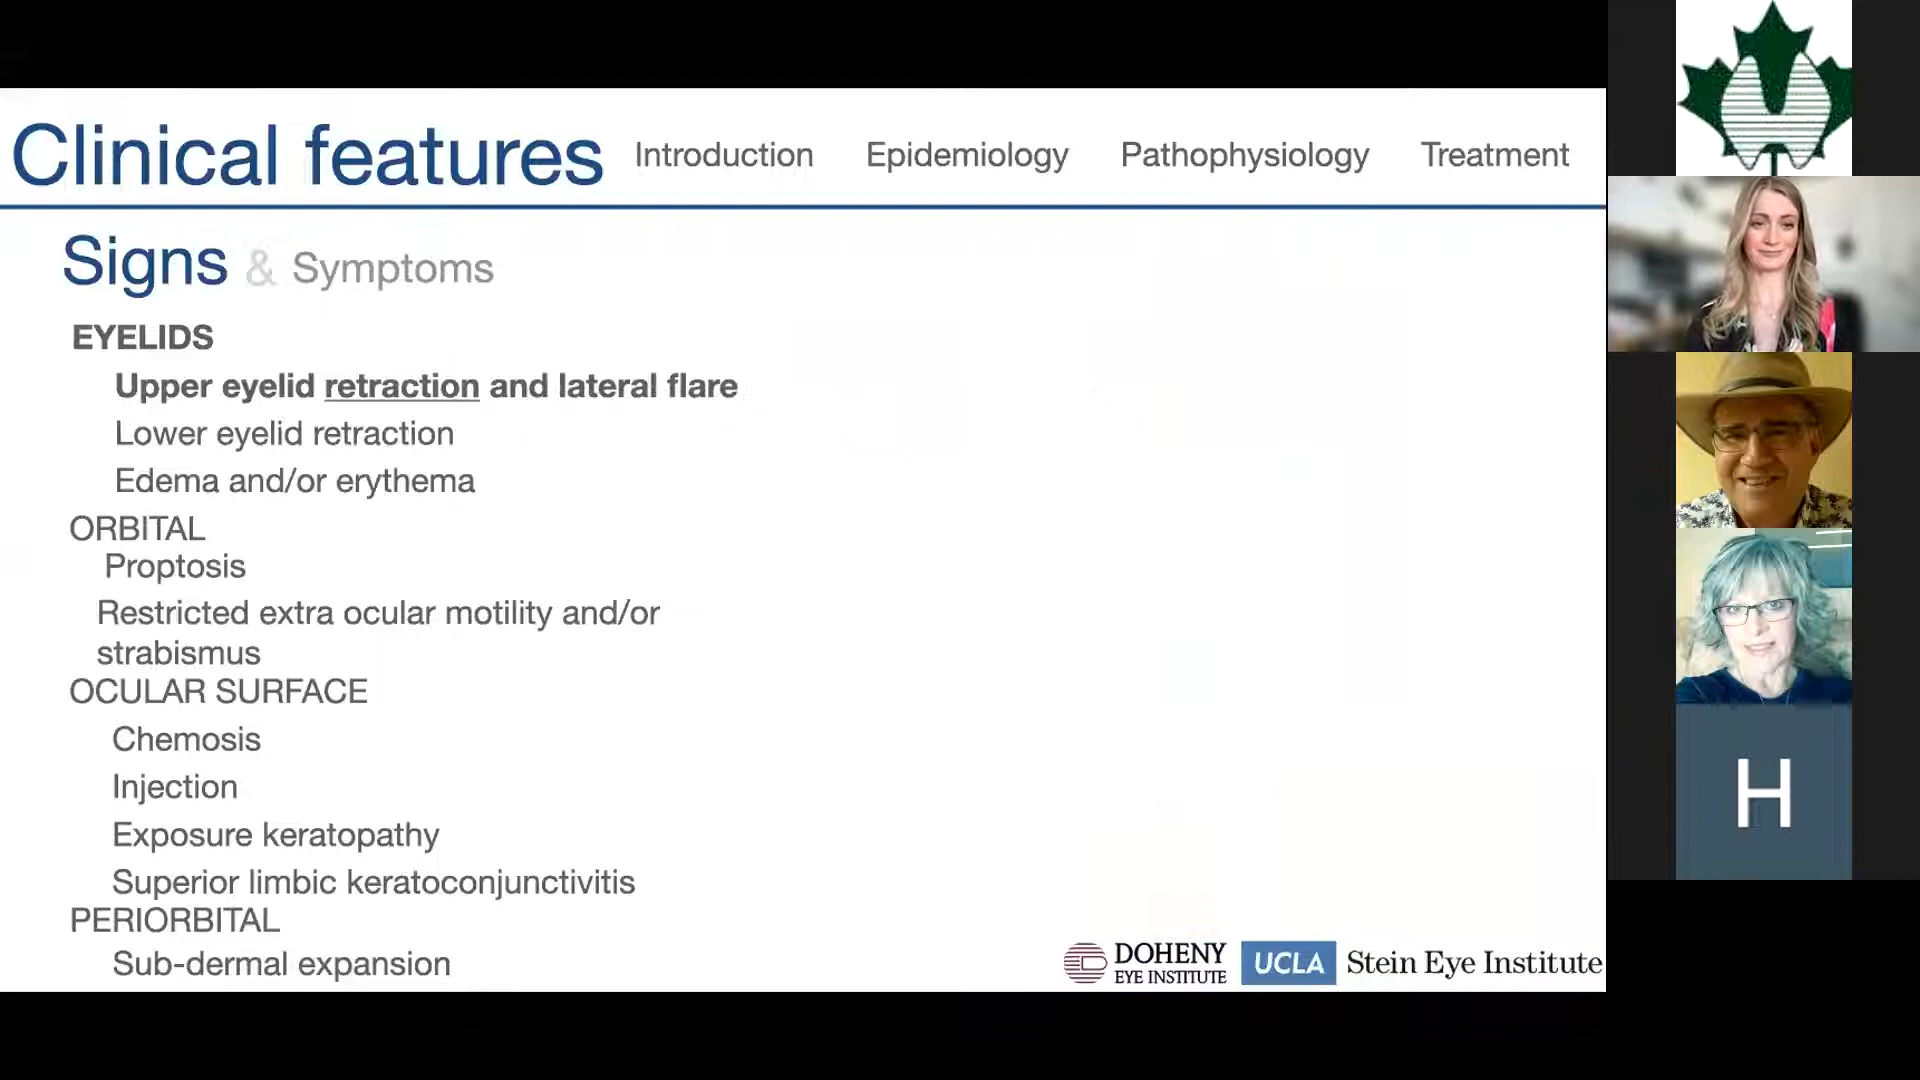 Clinical features Introduction Epidemiology Pathophysiology Treatment
Signs & Symptoms
EYELIDS
Upper eyelid retraction and lateral flare
Lower eyelid retraction
Edema and/or erythema
ORBITAL
Proptosis
Restricted extra ocular motility and/or
strabismus
OCULAR SURFACE
Chemosis
Injection
Exposure keratopathy
Superior limbic keratoconjunctivitis
PERIORBITAL
Sub-dermal expansion
DOHENY
EYE INSTITUTE
UCLA Stein Eye Institute
H